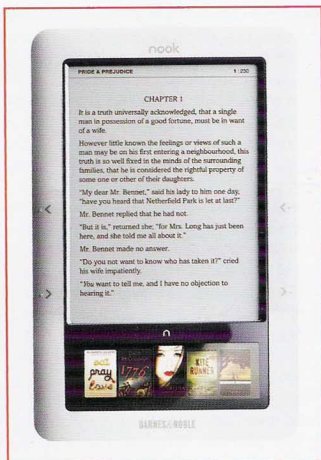 nook
PRIDE & PREJUDICE 1 | 250
CHAPTER 1
It is a truth universally acknowledged, that a single
man in possession of a good fortune, must be in want
of a wife.
However little known the feelings or views of such a
man may be on his first entering a neighbourhood, this
truth is so well fixed in the minds of the surrounding
families, that he is considered the rightful property of
some one or other of their daughters.
"My dear Mr. Bennet," said his lady to him one day,
"have you heard that Netherfield Park is let at last?"
Mr. Bennet replied that he had not.
"But it is," returned she; "for Mrs. Long has just been
here, and she told me all about it."
Mr. Bennet made no answer.
"Do you not want to know who has taken it?" cried
his wife impatiently.
"You want to tell me, and I have no objection to
hearing it."
n
eat
pray
love
1776
KITE
RUNNER
BARNES&NOBLE